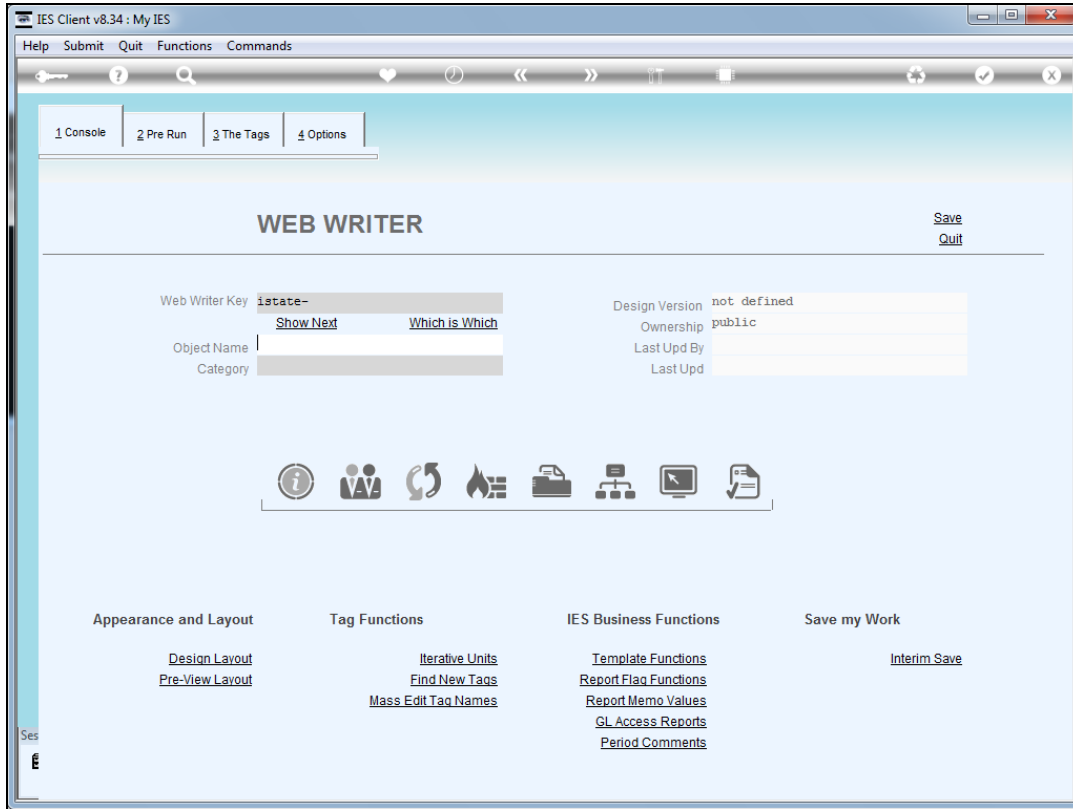 IES Client v8.34 : My IES
Help Submit Quit Functions Commands
1 Console 2 Pre Run 3 The Tags 4 Options
WEB WRITER
Save
Quit
Web Writer Key istate-
Show Next Which is Which
Object Name
Category
Design Version not defined
Ownership public
Last Upd By
Last Upd
Appearance and Layout
Design Layout
Pre-View Layout
Tag Functions
Iterative Units
Find New Tags
Mass Edit Tag Names
IES Business Functions
Template Functions
Report Flag Functions
Report Memo Values
GL Access Reports
Period Comments
Save my Work
Interim Save
Ses